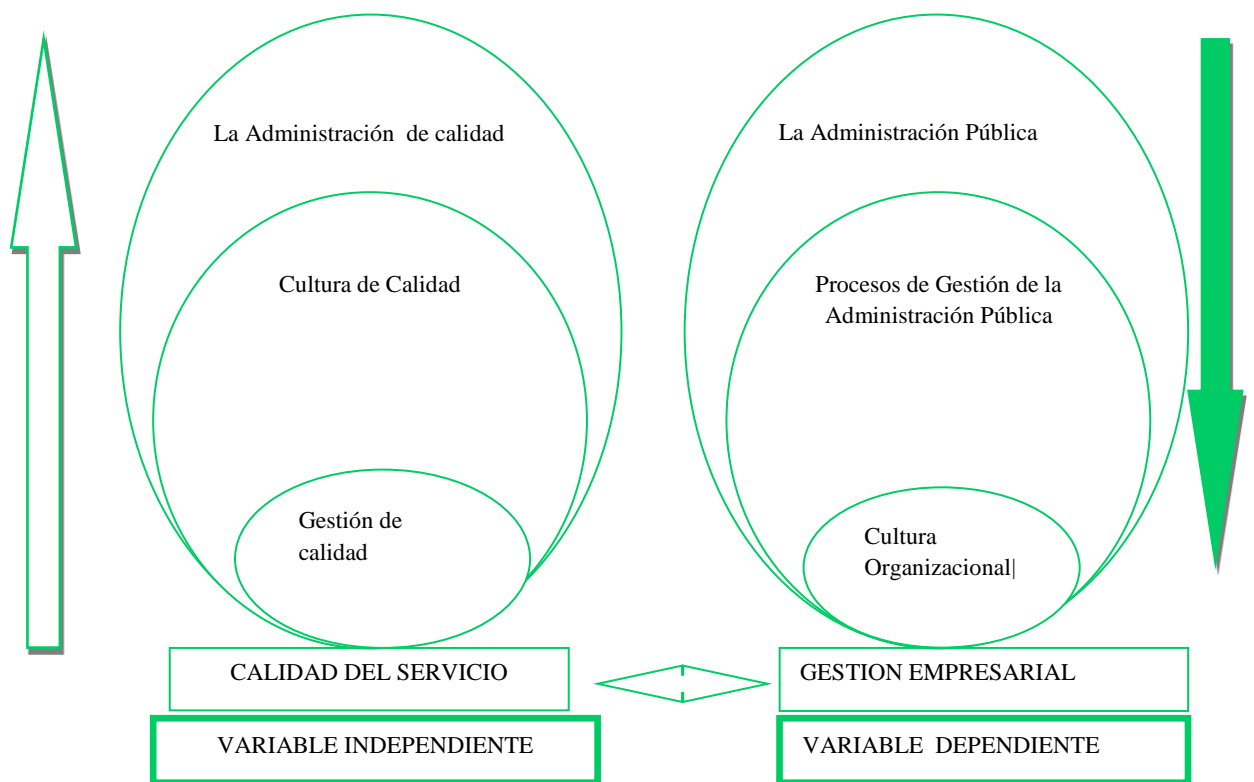 La Administración  de calidad
La Administración Pública
Cultura de Calidad
Procesos de Gestión de la
Administración Pública
Gestión de
calidad
Cultura
Organizacional|
CALIDAD DEL SERVICIO
GESTION EMPRESARIAL
VARIABLE INDEPENDIENTE
VARIABLE  DEPENDIENTE